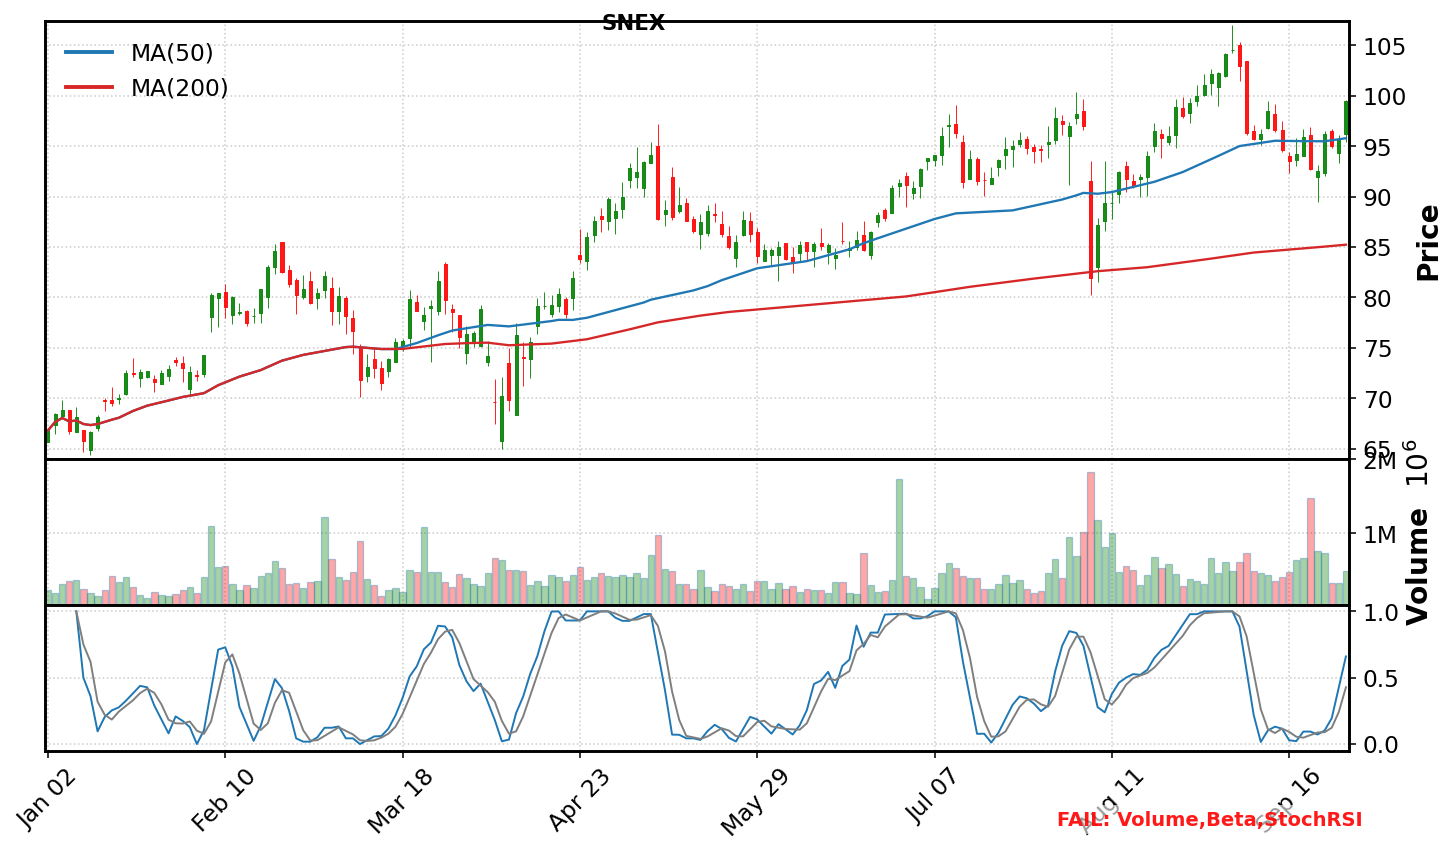 SNEX
MA(50)
MA(200)
105
100
95
90
85
80
75
70
65
Price
2M
1M
Volume 10^6
1.0
0.5
0.0
Jan 02
Feb 10
Mar 18
Apr 23
May 29
Jul 07
Aug 11
Sep 16
FAIL: Volume,Beta,StochRSI